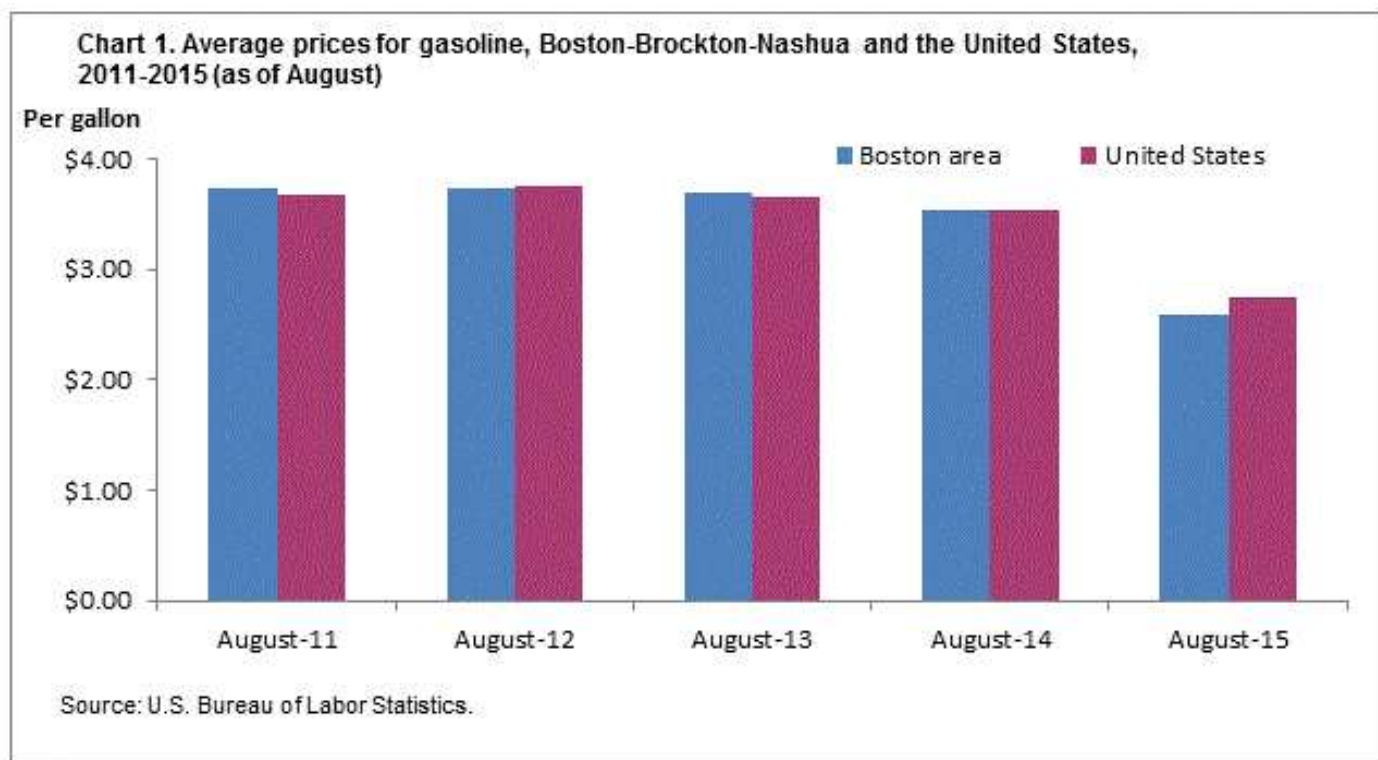 Chart 1. Average prices for gasoline, Boston-Brockton-Nashua and the United States,
2011-2015 (as of August)
Per gallon
Boston area
United States
$4.00
$3.00
$2.00
$1.00
$0.00
August-11
August-12
August-13
August-14
August-15
Source: U.S. Bureau of Labor Statistics.